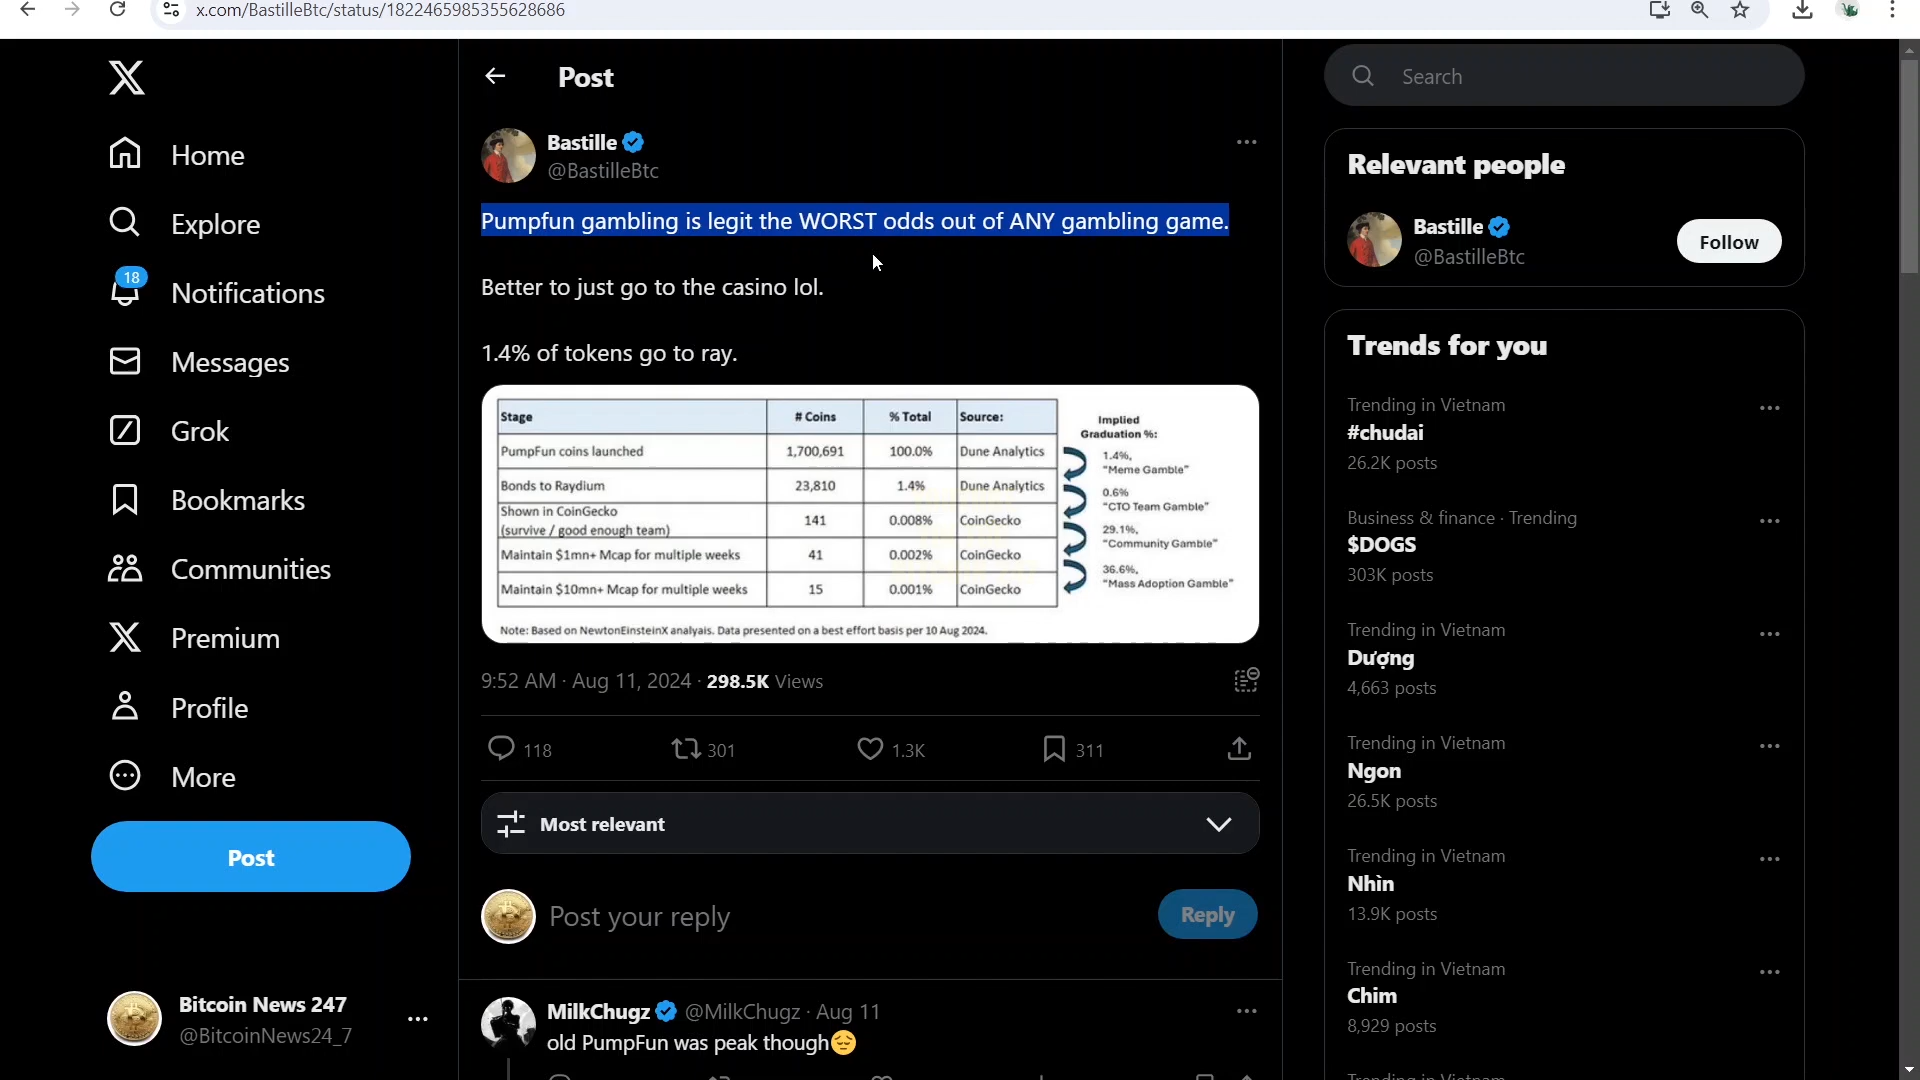 x.com/BastilleBtc/status/1822465985355628686
Home
Explore
18
Notifications
Messages
Grok
Bookmarks
Communities
Premium
Profile
More
Post
Bitcoin News 247
@BitcoinNews24_7
Post
Bastille
@BastilleBtc
Pumpfun gambling is legit the WORST odds out of ANY gambling game.
Better to just go to the casino lol.
1.4% of tokens go to ray.
Stage # Coins % Total Source:
PumpFun coins launched 1,700,691 100.0% Dune Analytics
Bonds to Raydium 23,810 1.4% Dune Analytics
Shown in CoinGecko
(survive / good enough team) 141 0.008% CoinGecko
Maintain $1mn+ Mcap for multiple weeks 41 0.002% CoinGecko
Maintain $10mn+ Mcap for multiple weeks 15 0.001% CoinGecko
Implied
Graduation %:
1.4%,
"Meme Gamble"
0.6%
"CTO Team Gamble"
29.1%,
"Community Gamble"
36.6%,
"Mass Adoption Gamble"
Note: Based on NewtonEinsteinX analyais. Data presented on a best effort basis per 10 Aug 2024.
9:52 AM · Aug 11, 2024 · 298.5K Views
118 301 1.3K 311
Most relevant
Post your reply
Reply
MilkChugz @MilkChugz · Aug 11
old PumpFun was peak though😔
Search
Relevant people
Bastille
@BastilleBtc
Follow
Trends for you
Trending in Vietnam
#chudai
26.2K posts
Business & finance · Trending
$DOGS
303K posts
Trending in Vietnam
Dượng
4,663 posts
Trending in Vietnam
Ngon
26.5K posts
Trending in Vietnam
Nhìn
13.9K posts
Trending in Vietnam
Chim
8,929 posts
Trending in Vietnam